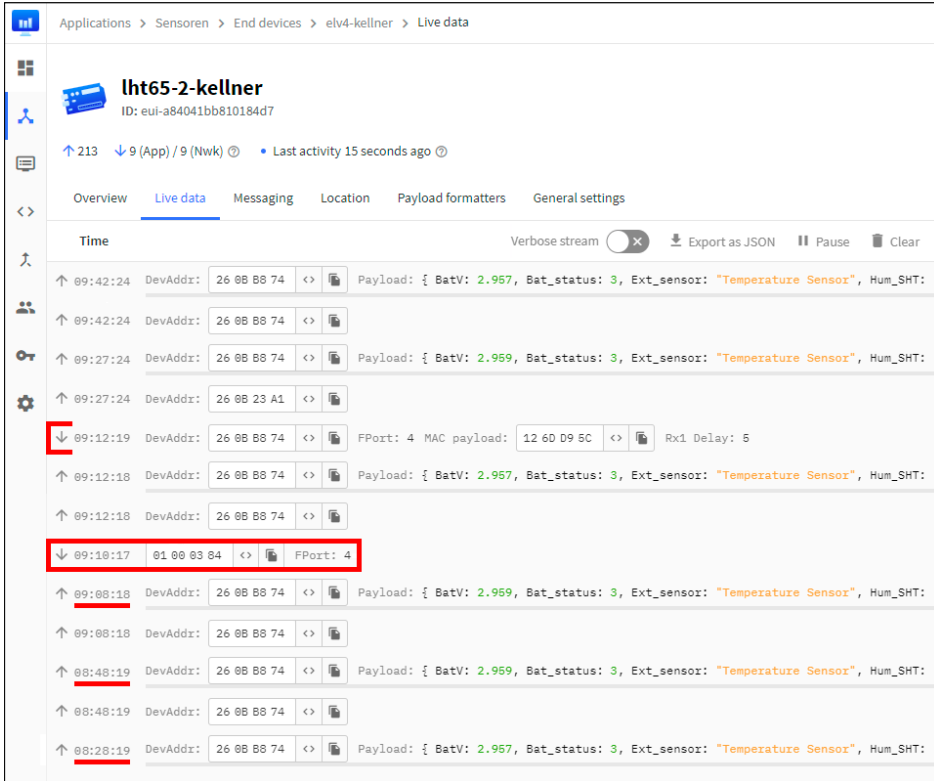 Applications > Sensoren > End devices > elv4-kellner > Live data
lht65-2-kellner
ID: eui-a84041bb810184d7
↑ 213 ↓ 9 (App) / 9 (Nwk) • Last activity 15 seconds ago
Overview Live data Messaging Location Payload formatters General settings
Time Verbose stream Export as JSON Pause Clear
↑ 09:42:24 DevAddr: 26 0B B8 74 <> Payload: { BatV: 2.957, Bat_status: 3, Ext_sensor: "Temperature Sensor", Hum_SHT:
↑ 09:42:24 DevAddr: 26 0B B8 74 <>
↑ 09:27:24 DevAddr: 26 0B B8 74 <> Payload: { BatV: 2.959, Bat_status: 3, Ext_sensor: "Temperature Sensor", Hum_SHT:
↑ 09:27:24 DevAddr: 26 0B 23 A1 <>
↓ 09:12:19 DevAddr: 26 0B B8 74 <> FPort: 4 MAC payload: 12 6D D9 5C <> Rx1 Delay: 5
↑ 09:12:18 DevAddr: 26 0B B8 74 <> Payload: { BatV: 2.957, Bat_status: 3, Ext_sensor: "Temperature Sensor", Hum_SHT:
↑ 09:12:18 DevAddr: 26 0B B8 74 <>
↓ 09:10:17 01 00 03 84 <> FPort: 4
↑ 09:08:18 DevAddr: 26 0B B8 74 <> Payload: { BatV: 2.959, Bat_status: 3, Ext_sensor: "Temperature Sensor", Hum_SHT:
↑ 09:08:18 DevAddr: 26 0B B8 74 <>
↑ 08:48:19 DevAddr: 26 0B B8 74 <> Payload: { BatV: 2.959, Bat_status: 3, Ext_sensor: "Temperature Sensor", Hum_SHT:
↑ 08:48:19 DevAddr: 26 0B B8 74 <>
↑ 08:28:19 DevAddr: 26 0B B8 74 <> Payload: { BatV: 2.957, Bat_status: 3, Ext_sensor: "Temperature Sensor", Hum_SHT: